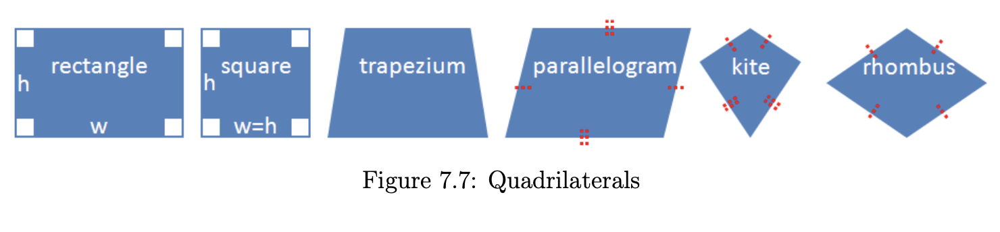 rectangle
h
w
square
h
w=h
trapezium
parallelogram
kite
rhombus
Figure 7.7: Quadrilaterals